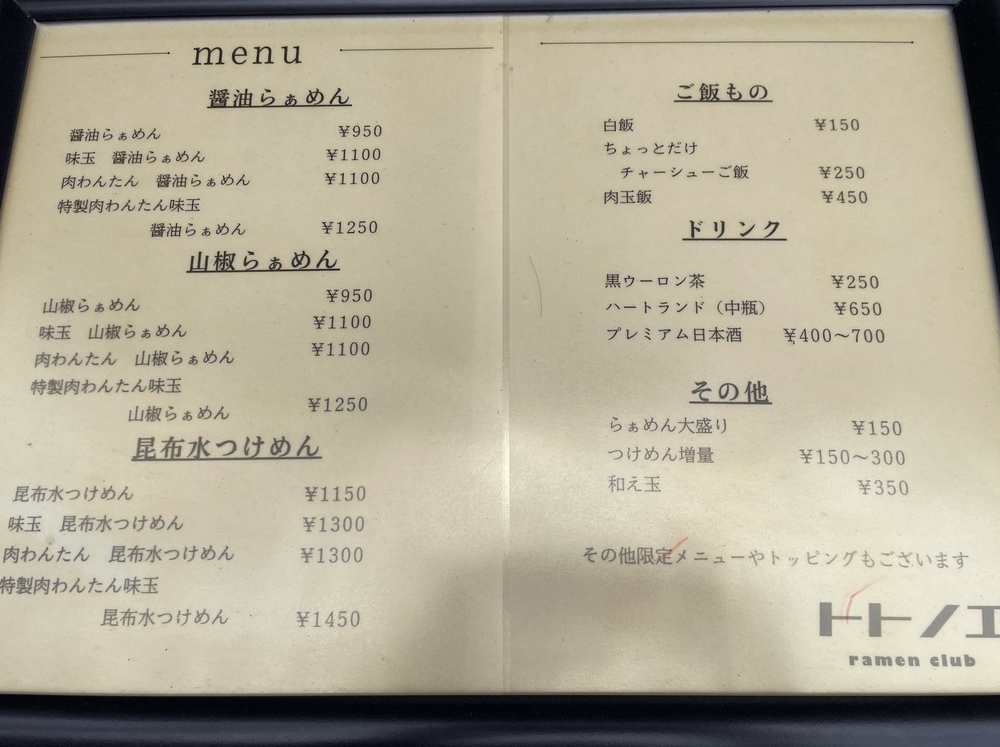 menu
醤油らぁめん
醤油らぁめん ¥950
味玉 醤油らぁめん ¥1100
肉わんたん 醤油らぁめん ¥1100
特製肉わんたん味玉
醤油らぁめん ¥1250
山椒らぁめん
山椒らぁめん ¥950
味玉 山椒らぁめん ¥1100
肉わんたん 山椒らぁめん ¥1100
特製肉わんたん味玉
山椒らぁめん ¥1250
昆布水つけめん
昆布水つけめん ¥1150
味玉 昆布水つけめん ¥1300
肉わんたん 昆布水つけめん ¥1300
特製肉わんたん味玉
昆布水つけめん ¥1450
ご飯もの
白飯 ¥150
ちょっとだけ
チャーシューご飯 ¥250
肉玉飯 ¥450
ドリンク
黒ウーロン茶 ¥250
ハートランド（中瓶） ¥650
プレミアム日本酒 ¥400〜700
その他
らぁめん大盛り ¥150
つけめん増量 ¥150〜300
和え玉 ¥350
その他限定メニューやトッピングもございます
トトノエ
ramen club